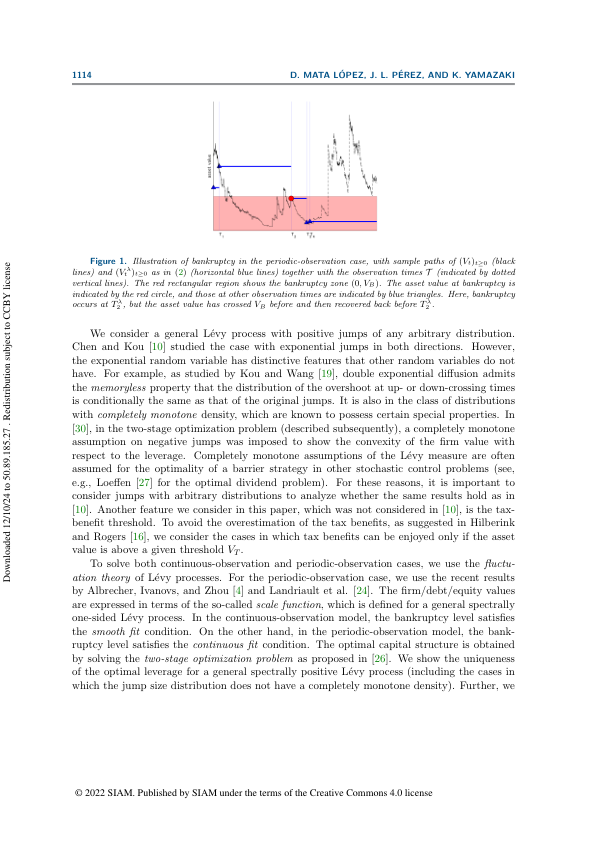 1114
D. MATA LÓPEZ, J. L. PÉREZ, AND K. YAMAZAKI
asset value
Figure 1. Illustration of bankruptcy in the periodic-observation case, with sample paths of (Vt)t≥0 (black
lines) and (Vtλ)t≥0 as in (2) (horizontal blue lines) together with the observation times T (indicated by dotted
vertical lines). The red rectangular region shows the bankruptcy zone (0, VB). The asset value at bankruptcy is
indicated by the red circle, and those at other observation times are indicated by blue triangles. Here, bankruptcy
occurs at T2λ, but the asset value has crossed VB before and then recovered back before T2λ.
We consider a general Lévy process with positive jumps of any arbitrary distribution.
Chen and Kou [10] studied the case with exponential jumps in both directions. However,
the exponential random variable has distinctive features that other random variables do not
have. For example, as studied by Kou and Wang [19], double exponential diffusion admits
the memoryless property that the distribution of the overshoot at up- or down-crossing times
is conditionally the same as that of the original jumps. It is also in the class of distributions
with completely monotone density, which are known to possess certain special properties. In
[30], in the two-stage optimization problem (described subsequently), a completely monotone
assumption on negative jumps was imposed to show the convexity of the firm value with
respect to the leverage. Completely monotone assumptions of the Lévy measure are often
assumed for the optimality of a barrier strategy in other stochastic control problems (see,
e.g., Loeffen [27] for the optimal dividend problem). For these reasons, it is important to
consider jumps with arbitrary distributions to analyze whether the same results hold as in
[10]. Another feature we consider in this paper, which was not considered in [10], is the tax-
benefit threshold. To avoid the overestimation of the tax benefits, as suggested in Hilberink
and Rogers [16], we consider the cases in which tax benefits can be enjoyed only if the asset
value is above a given threshold VT.
To solve both continuous-observation and periodic-observation cases, we use the fluctu-
ation theory of Lévy processes. For the periodic-observation case, we use the recent results
by Albrecher, Ivanovs, and Zhou [4] and Landriault et al. [24]. The firm/debt/equity values
are expressed in terms of the so-called scale function, which is defined for a general spectrally
one-sided Lévy process. In the continuous-observation model, the bankruptcy level satisfies
the smooth fit condition. On the other hand, in the periodic-observation model, the bank-
ruptcy level satisfies the continuous fit condition. The optimal capital structure is obtained
by solving the two-stage optimization problem as proposed in [26]. We show the uniqueness
of the optimal leverage for a general spectrally positive Lévy process (including the cases in
which the jump size distribution does not have a completely monotone density). Further, we
© 2022 SIAM. Published by SIAM under the terms of the Creative Commons 4.0 license
Downloaded 12/10/24 to 50.89.185.27 . Redistribution subject to CCBY license